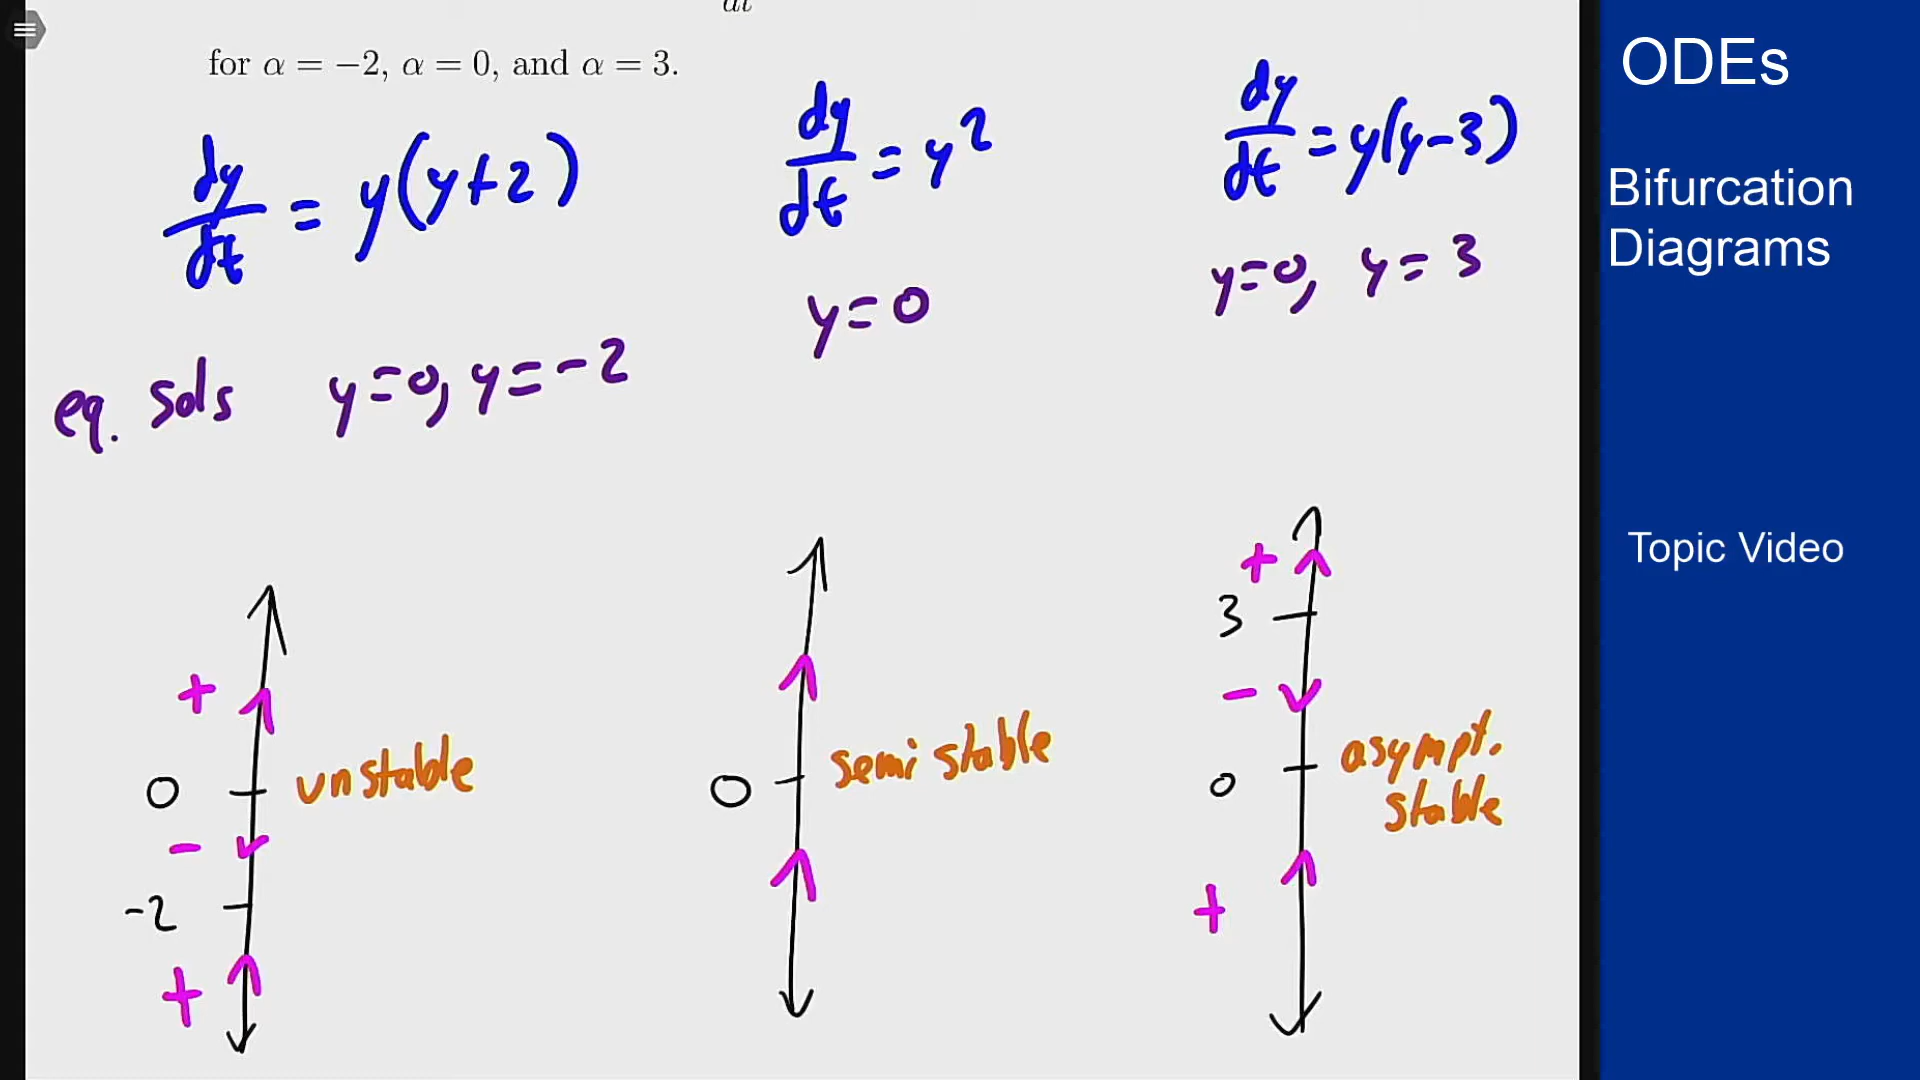 for α = −2, α = 0, and α = 3.
dy/dt = y(y+2)
dy/dt = y²
dy/dt = y(y−3)
eq. sols y=0, y=−2
y=0
y=0, y=3
+
0 unstable
−
-2
+
0 semi stable
+
3
−
0 asympt.
stable
+
ODEs
Bifurcation
Diagrams
Topic Video